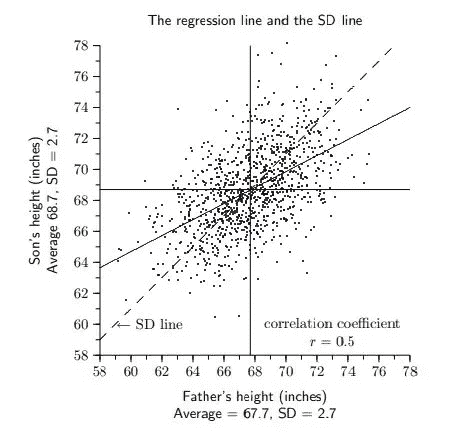 The regression line and the SD line
78
76
74
72
70
68
66
64
62
60
58
Son's height (inches)
Average 68.7, SD = 2.7
← SD line
correlation coefficient
r = 0.5
58 60 62 64 66 68 70 72 74 76 78
Father's height (inches)
Average = 67.7, SD = 2.7